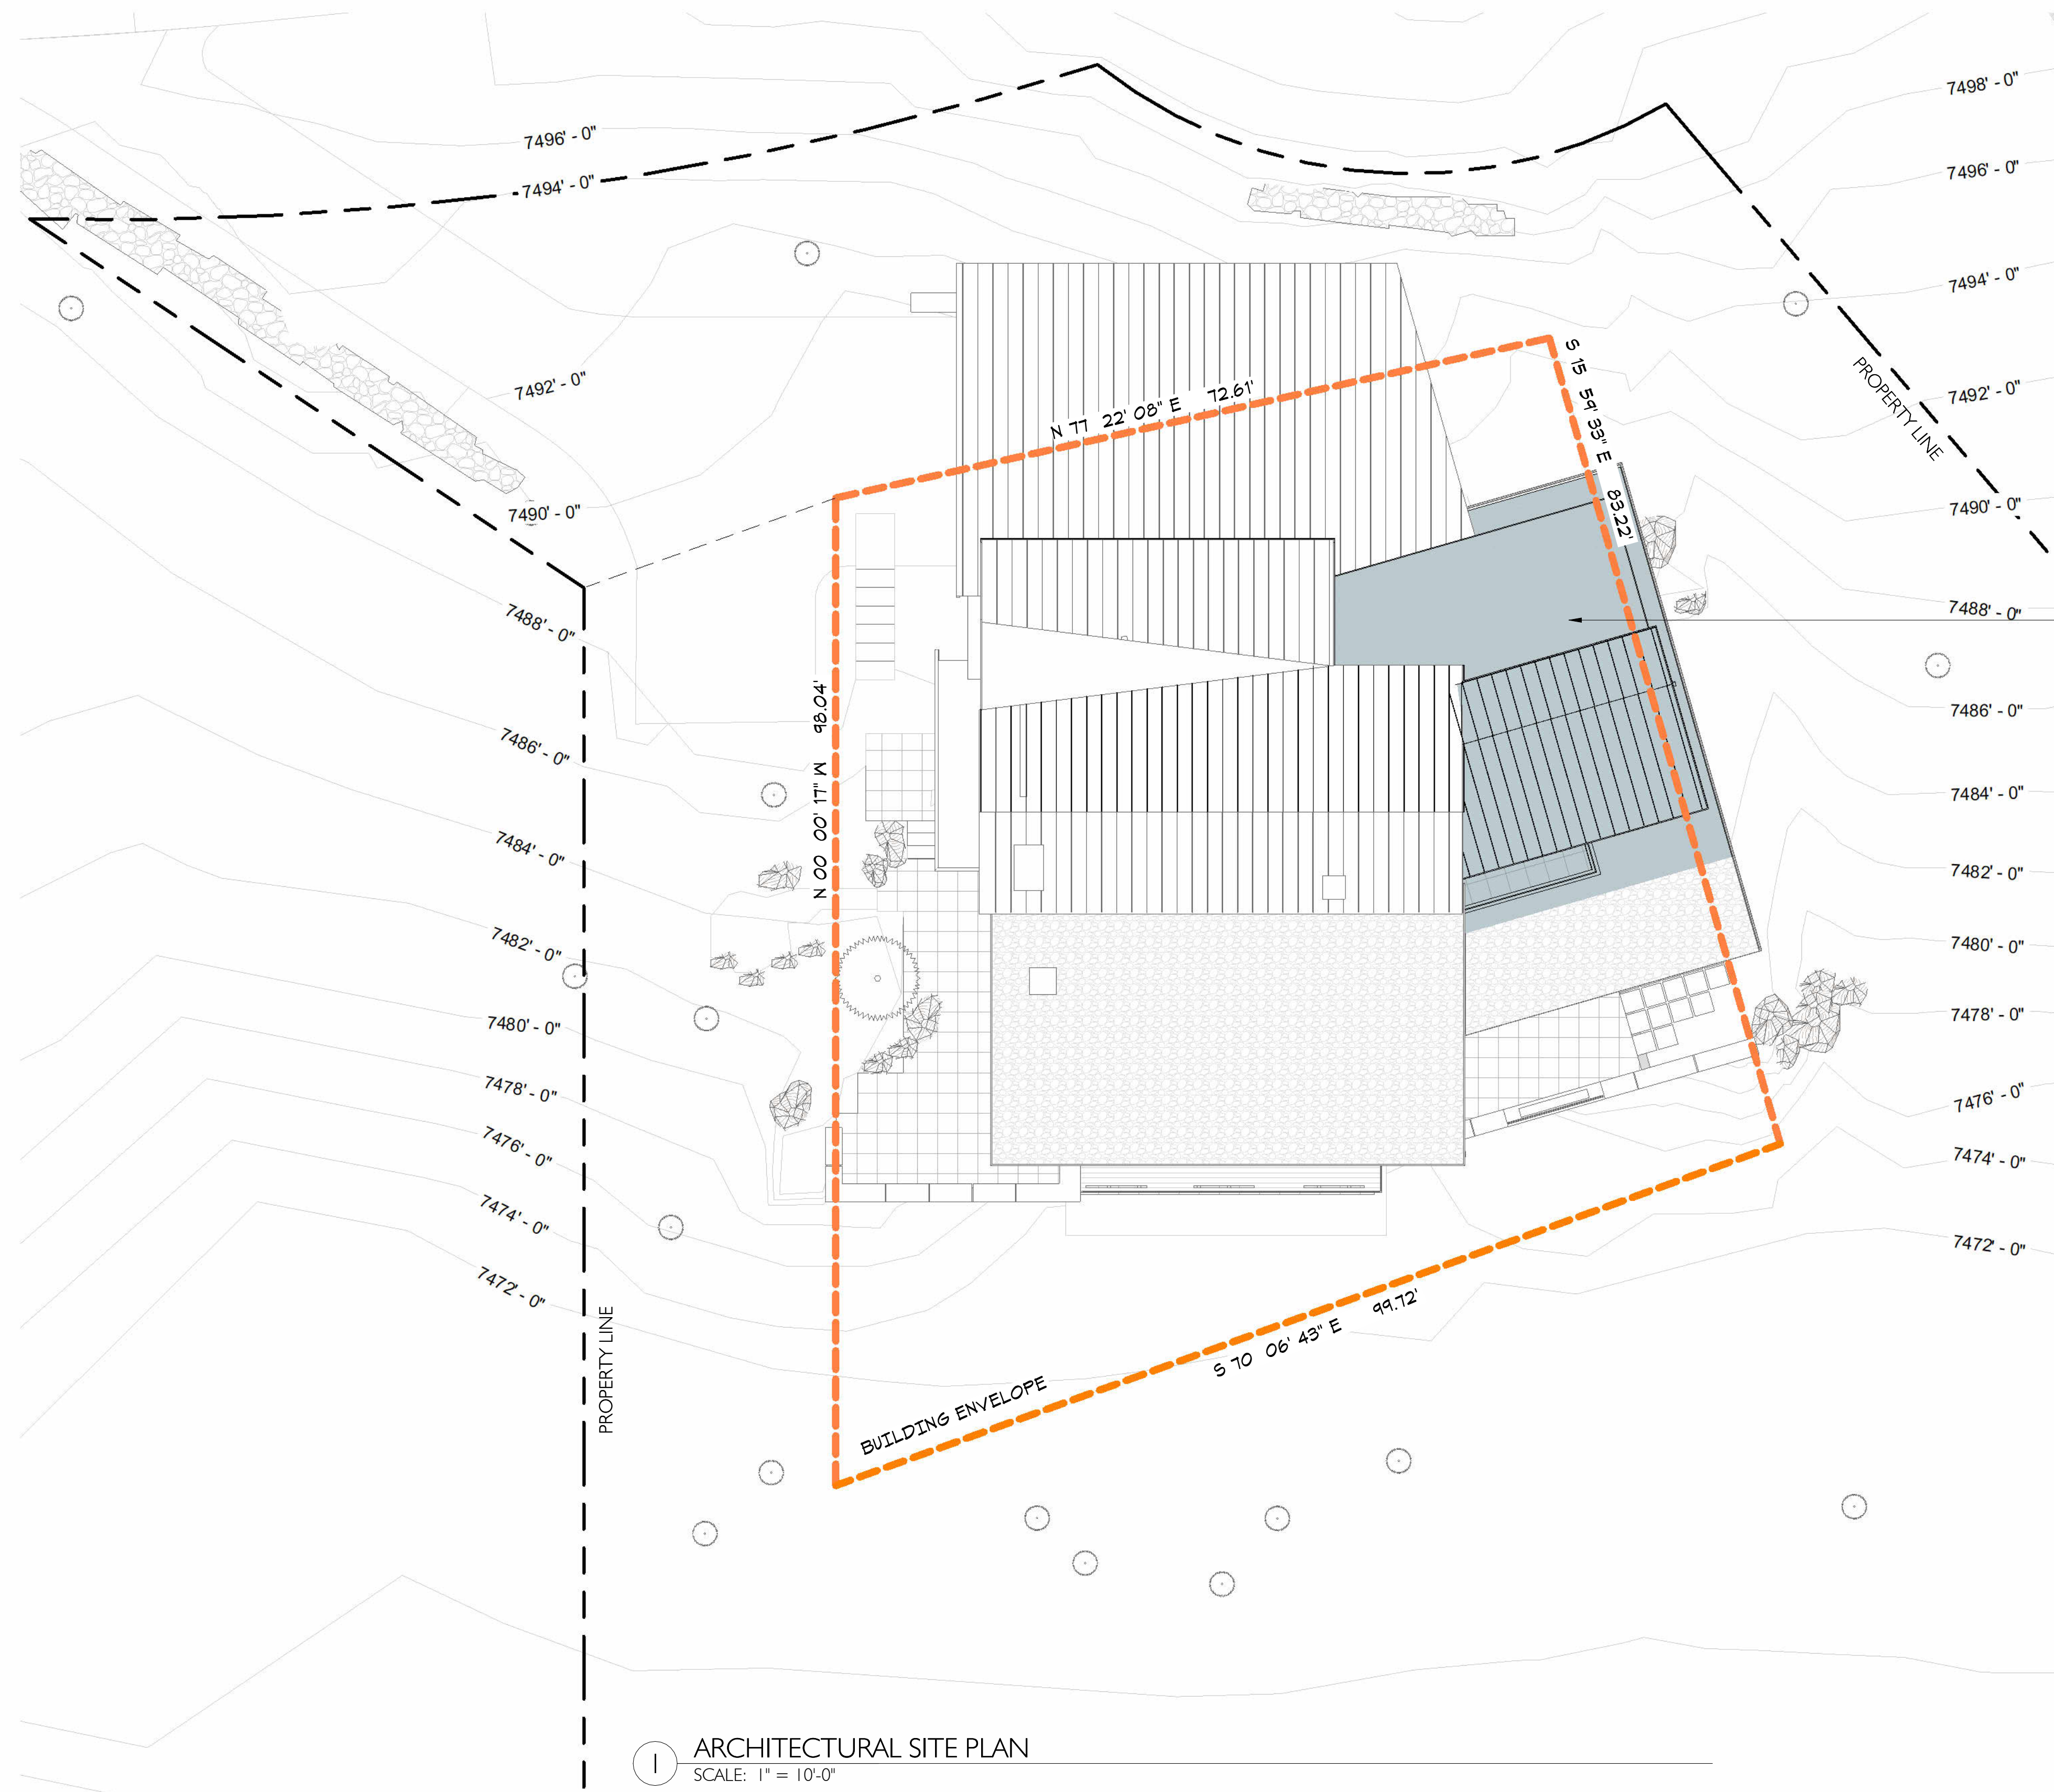 7498' - 0"
7496' - 0"
7494' - 0"
7496' - 0"
7494' - 0"
7492' - 0"
7490' - 0"
7492' - 0"
7490' - 0"
PROPERTY LINE
N 77 22' 08" E 72.61'
S 15 59' 33" E 83.22'
7488' - 0"
7488' - 0"
7486' - 0"
7486' - 0"
7484' - 0"
7484' - 0"
7482' - 0"
7482' - 0"
7480' - 0"
7480' - 0"
7478' - 0"
7478' - 0"
7476' - 0"
7476' - 0"
7474' - 0"
7474' - 0"
7472' - 0"
7472' - 0"
N 00 00' 17" W 98.04'
PROPERTY LINE
BUILDING ENVELOPE
S 70 06' 43" E 99.72'
1
ARCHITECTURAL SITE PLAN
SCALE: 1" = 10'-0"